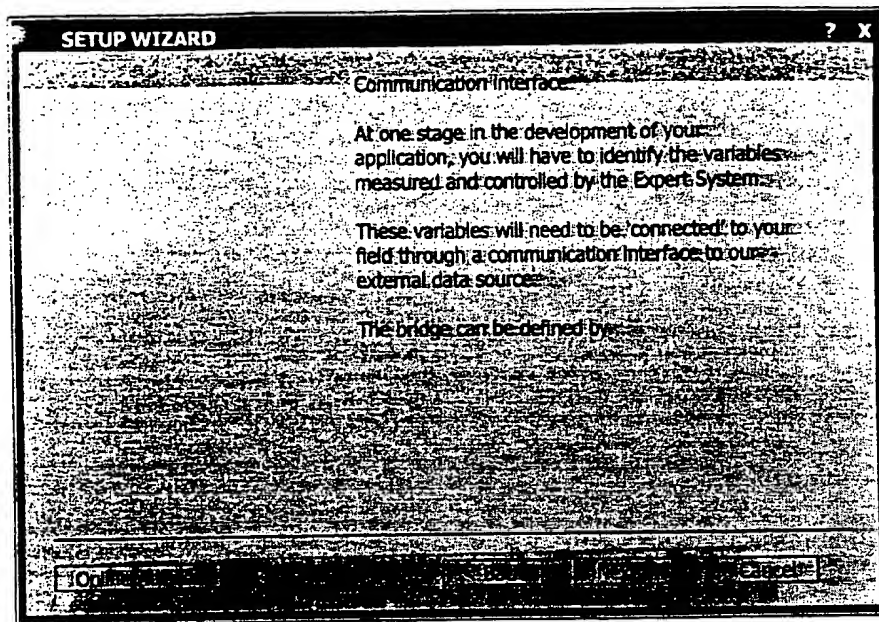 SETUP WIZARD ? X
Communication Interface
At one stage in the development of your
application, you will have to identify the variables
measured and controlled by the Expert System.
These variables will need to be 'connected' to your
field through a communication interface to our
external data source
The bridge can be defined by
Cancel